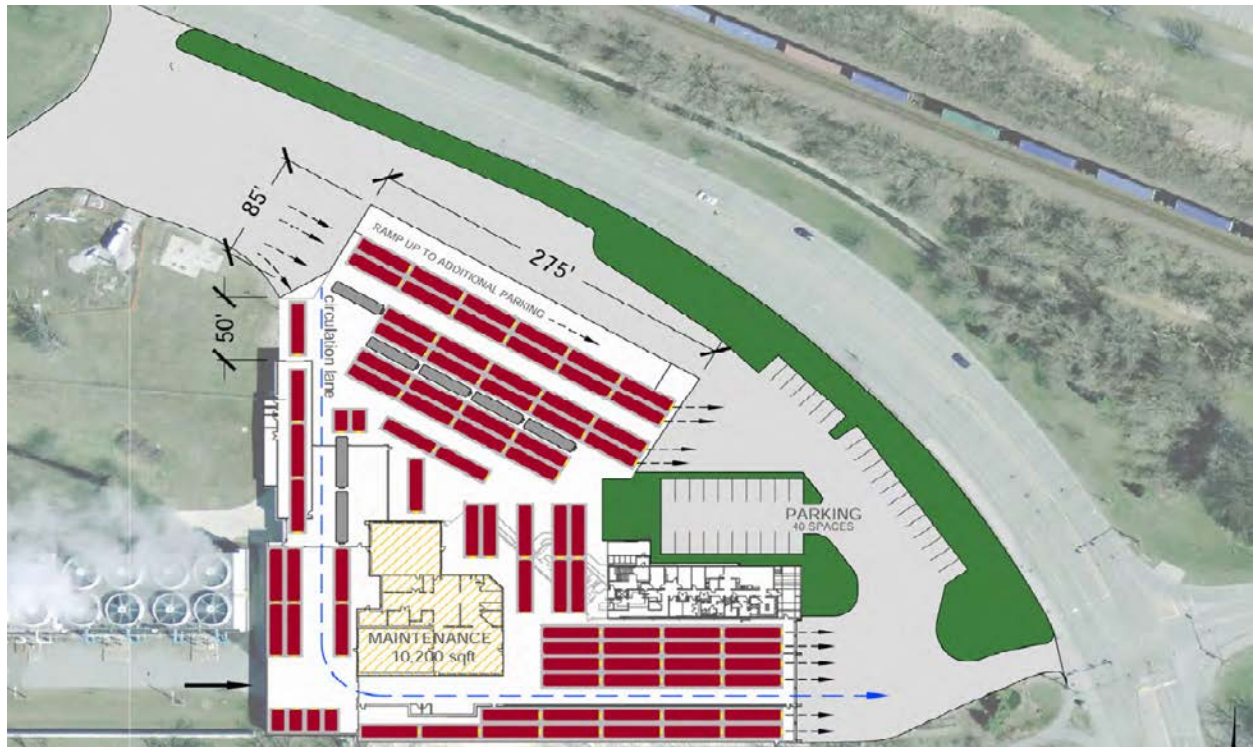 85'
275'
RAMP UP TO ADDITIONAL PARKING
50'
circulation lane
PARKING
40 SPACES
MAINTENANCE
10,200 sqft